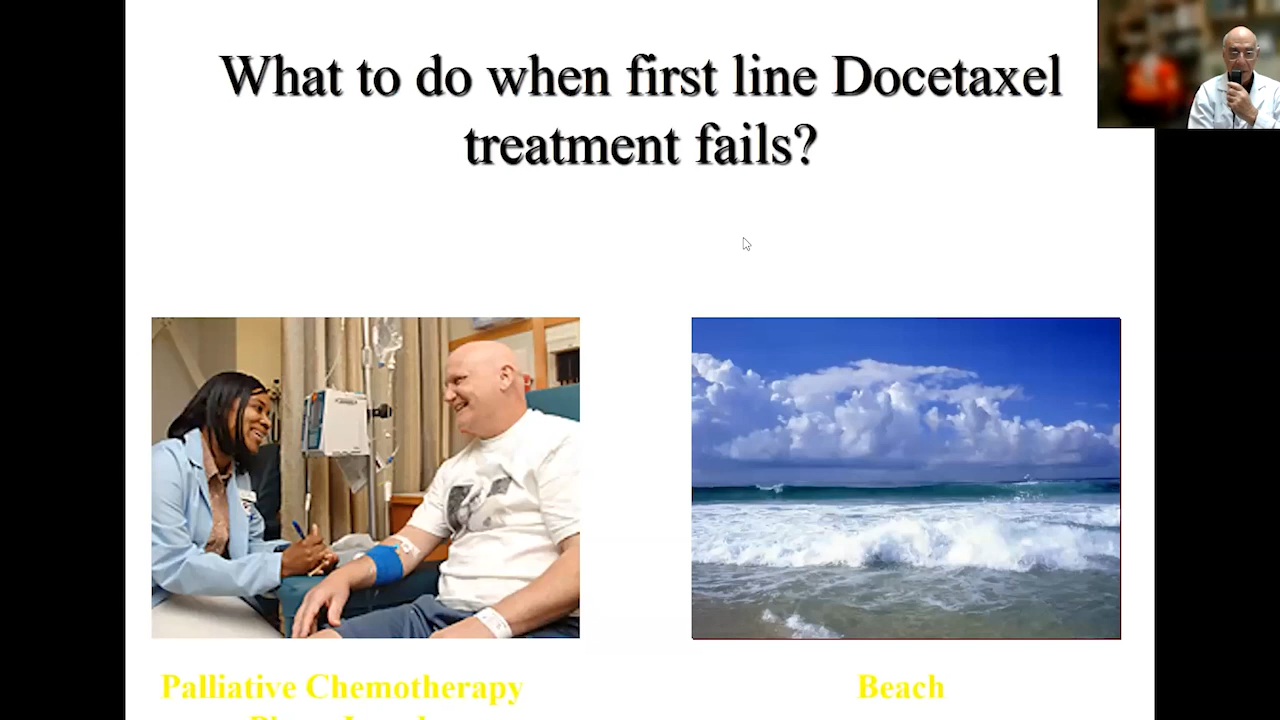 What to do when first line Docetaxel
treatment fails?
Palliative Chemotherapy
Beach